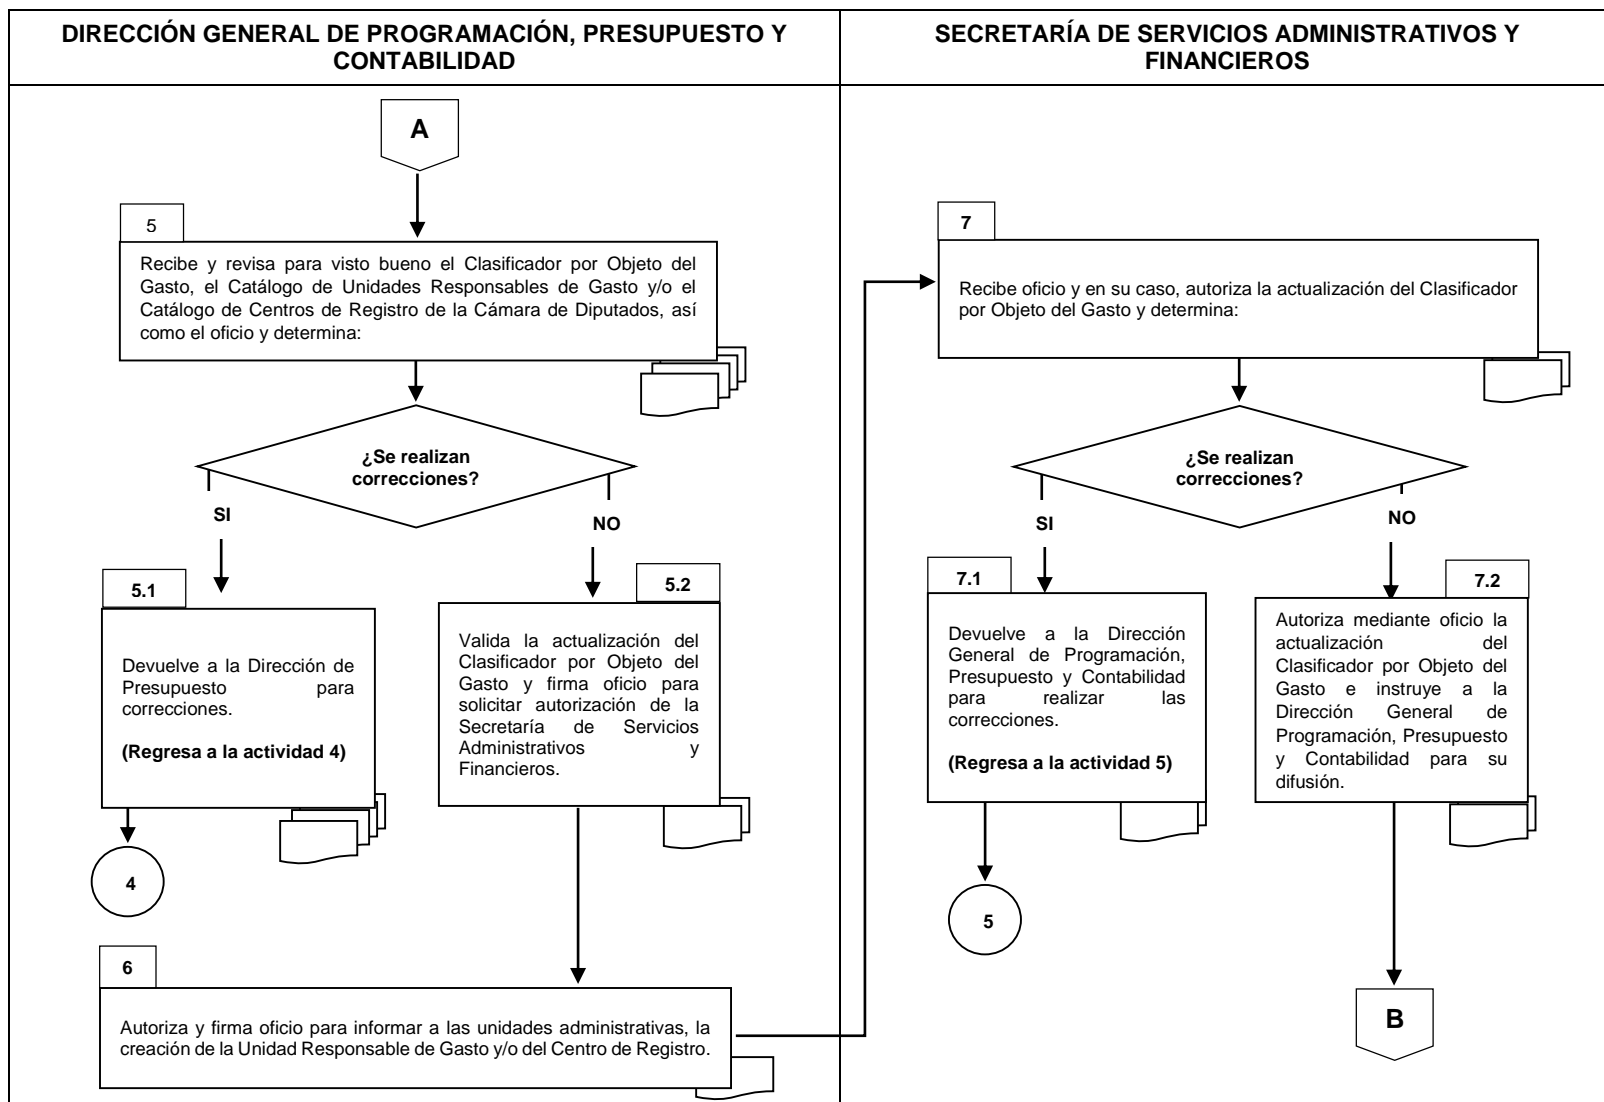 DIRECCIÓN GENERAL DE PROGRAMACIÓN, PRESUPUESTO Y
CONTABILIDAD
SECRETARÍA DE SERVICIOS ADMINISTRATIVOS Y
FINANCIEROS
A
5
Recibe y revisa para visto bueno el Clasificador por Objeto del
Gasto, el Catálogo de Unidades Responsables de Gasto y/o el
Catálogo de Centros de Registro de la Cámara de Diputados, así
como el oficio y determina:
¿Se realizan
correcciones?
SI
NO
5.1
Devuelve a la Dirección de
Presupuesto para
correcciones.
(Regresa a la actividad 4)
4
5.2
Valida la actualización del
Clasificador por Objeto del
Gasto y firma oficio para
solicitar autorización de la
Secretaría de Servicios
Administrativos y
Financieros.
6
Autoriza y firma oficio para informar a las unidades administrativas, la
creación de la Unidad Responsable de Gasto y/o del Centro de Registro.
7
Recibe oficio y en su caso, autoriza la actualización del Clasificador
por Objeto del Gasto y determina:
¿Se realizan
correcciones?
SI
NO
7.1
Devuelve a la Dirección
General de Programación,
Presupuesto y Contabilidad
para realizar las
correcciones.
(Regresa a la actividad 5)
5
7.2
Autoriza mediante oficio la
actualización del
Clasificador por Objeto del
Gasto e instruye a la
Dirección General de
Programación, Presupuesto
y Contabilidad para su
difusión.
B